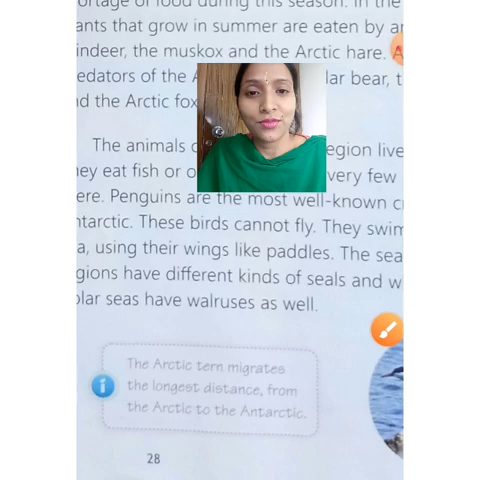 ortage of food during this season. In the
ants that grow in summer are eaten by
indeer, the muskox and the Arctic hare.
edators of the lar bear,
nd the Arctic fox
The animals egion live
hey eat fish or very few
ere. Penguins are the most well-known
ntarctic. These birds cannot fly. They swim
a, using their wings like paddles. The sea
gions have different kinds of seals and
olar seas have walruses as well.
The Arctic tern migrates
the longest distance, from
the Arctic to the Antarctic.
28